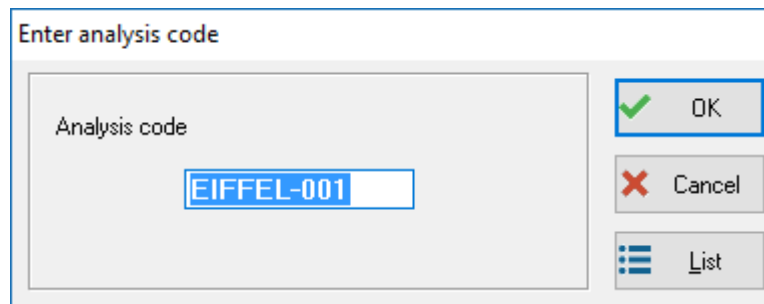 Enter analysis code
Analysis code
EIFFEL-001
OK
Cancel
List